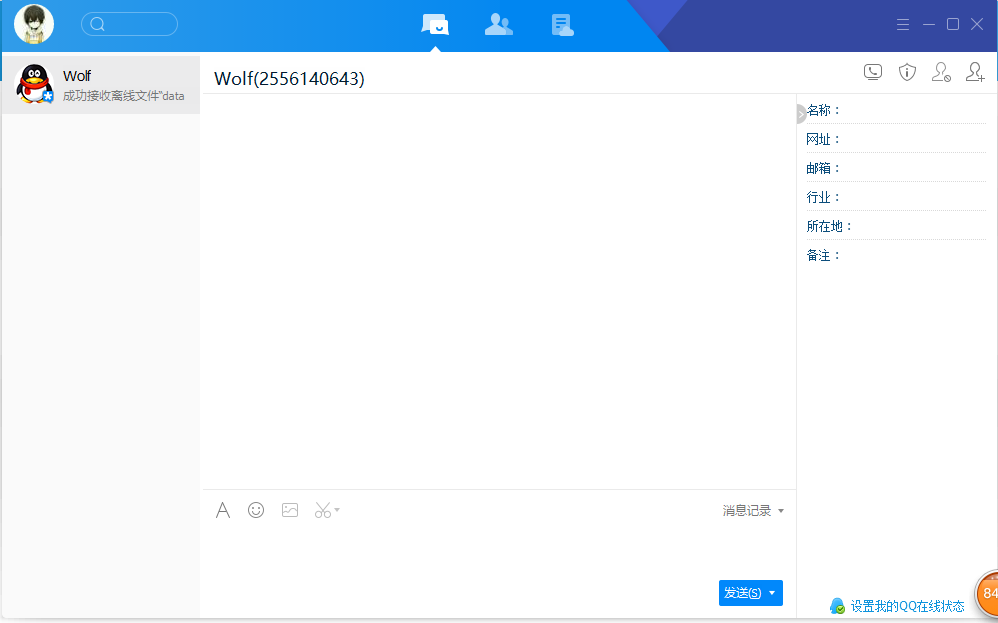 Wolf
成功接收离线文件"data
Wolf(2556140643)
名称：
网址：
邮箱：
行业：
所在地：
备注：
消息记录
发送(S)
设置我的QQ在线状态
84